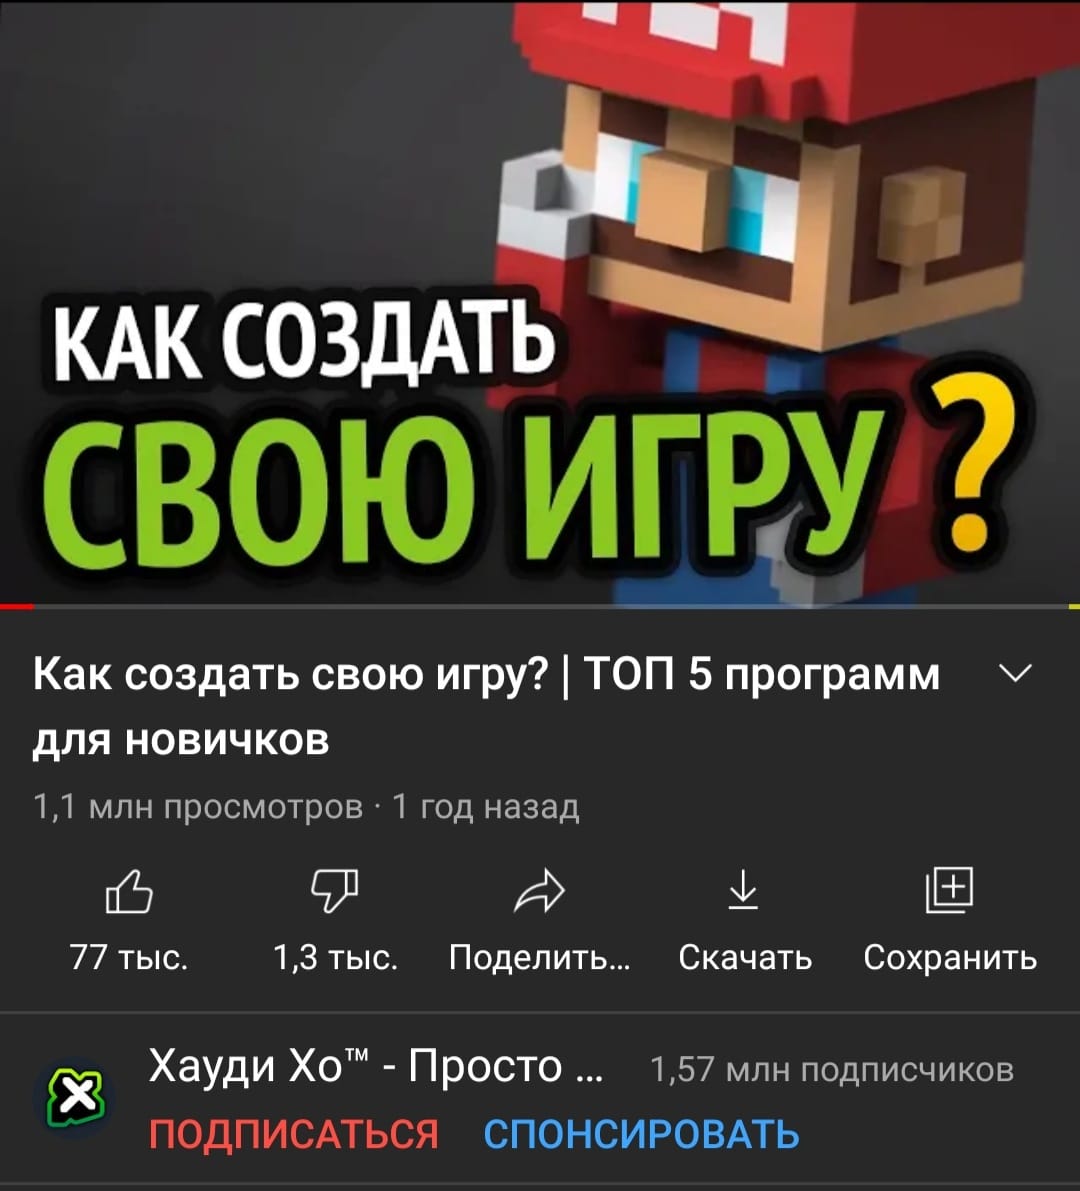 КАК СОЗДАТЬ
СВОЮ ИГРУ?
Как создать свою игру? | ТОП 5 программ
для новичков
1,1 млн просмотров · 1 год назад
77 тыс. 1,3 тыс. Поделить... Скачать Сохранить
Хауди Хо™ - Просто ... 1,57 млн подписчиков
ПОДПИСАТЬСЯ СПОНСИРОВАТЬ